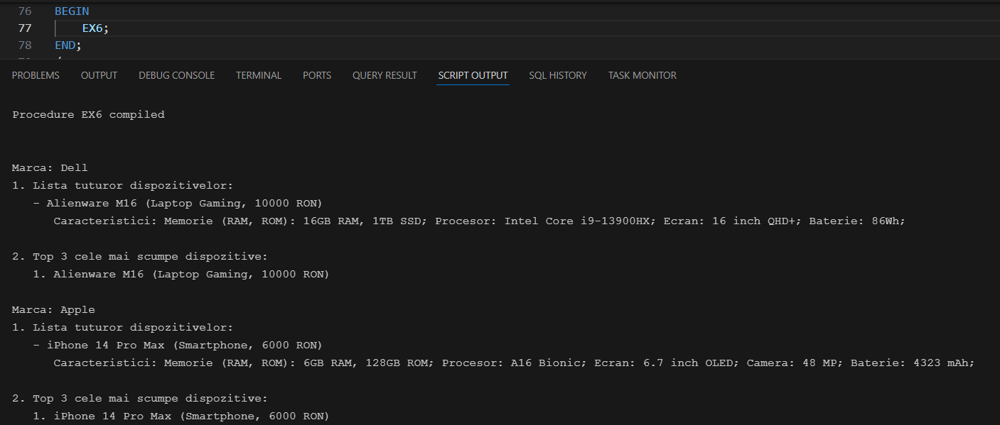 76 BEGIN
77 EX6;
78 END;
PROBLEMS OUTPUT DEBUG CONSOLE TERMINAL PORTS QUERY RESULT SCRIPT OUTPUT SQL HISTORY TASK MONITOR
Procedure EX6 compiled
Marca: Dell
1. Lista tuturor dispozitivelor:
- Alienware M16 (Laptop Gaming, 10000 RON)
Caracteristici: Memorie (RAM, ROM): 16GB RAM, 1TB SSD; Procesor: Intel Core i9-13900HX; Ecran: 16 inch QHD+; Baterie: 86Wh;
2. Top 3 cele mai scumpe dispozitive:
1. Alienware M16 (Laptop Gaming, 10000 RON)
Marca: Apple
1. Lista tuturor dispozitivelor:
- iPhone 14 Pro Max (Smartphone, 6000 RON)
Caracteristici: Memorie (RAM, ROM): 6GB RAM, 128GB ROM; Procesor: A16 Bionic; Ecran: 6.7 inch OLED; Camera: 48 MP; Baterie: 4323 mAh;
2. Top 3 cele mai scumpe dispozitive:
1. iPhone 14 Pro Max (Smartphone, 6000 RON)